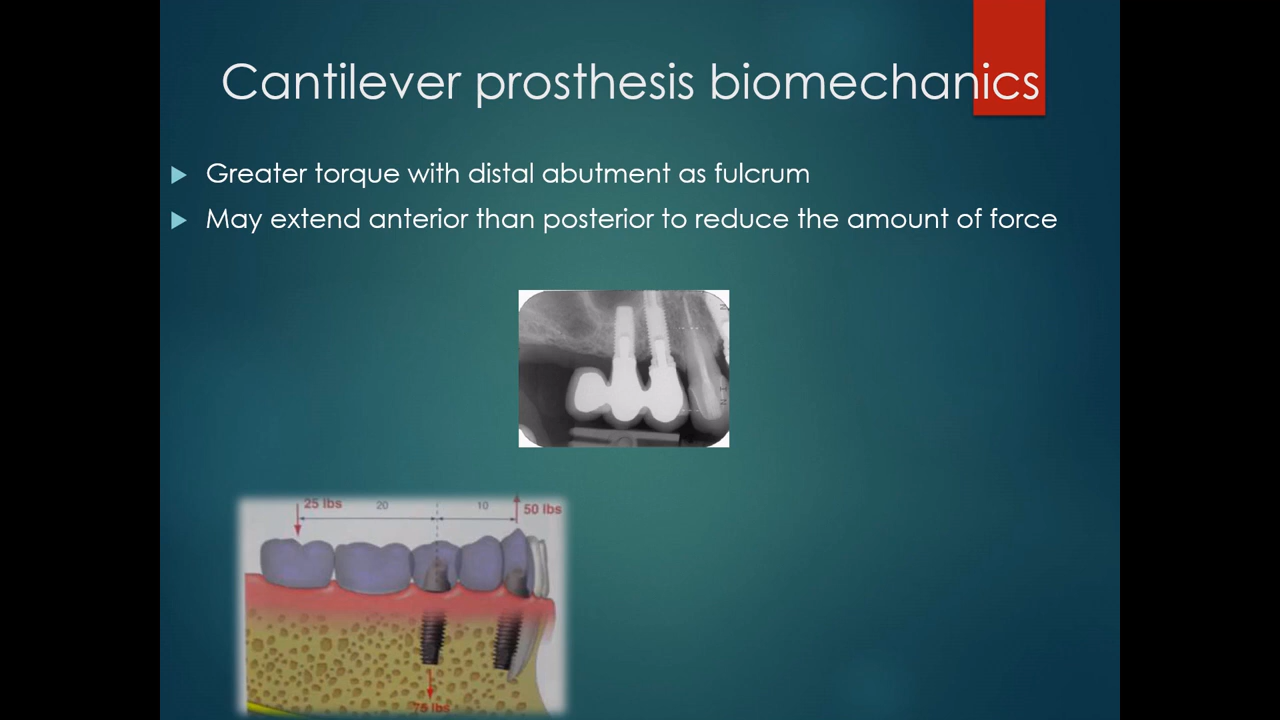 Cantilever prosthesis biomechanics
Greater torque with distal abutment as fulcrum
May extend anterior than posterior to reduce the amount of force
25 lbs
20
10
50 lbs
75 lbs